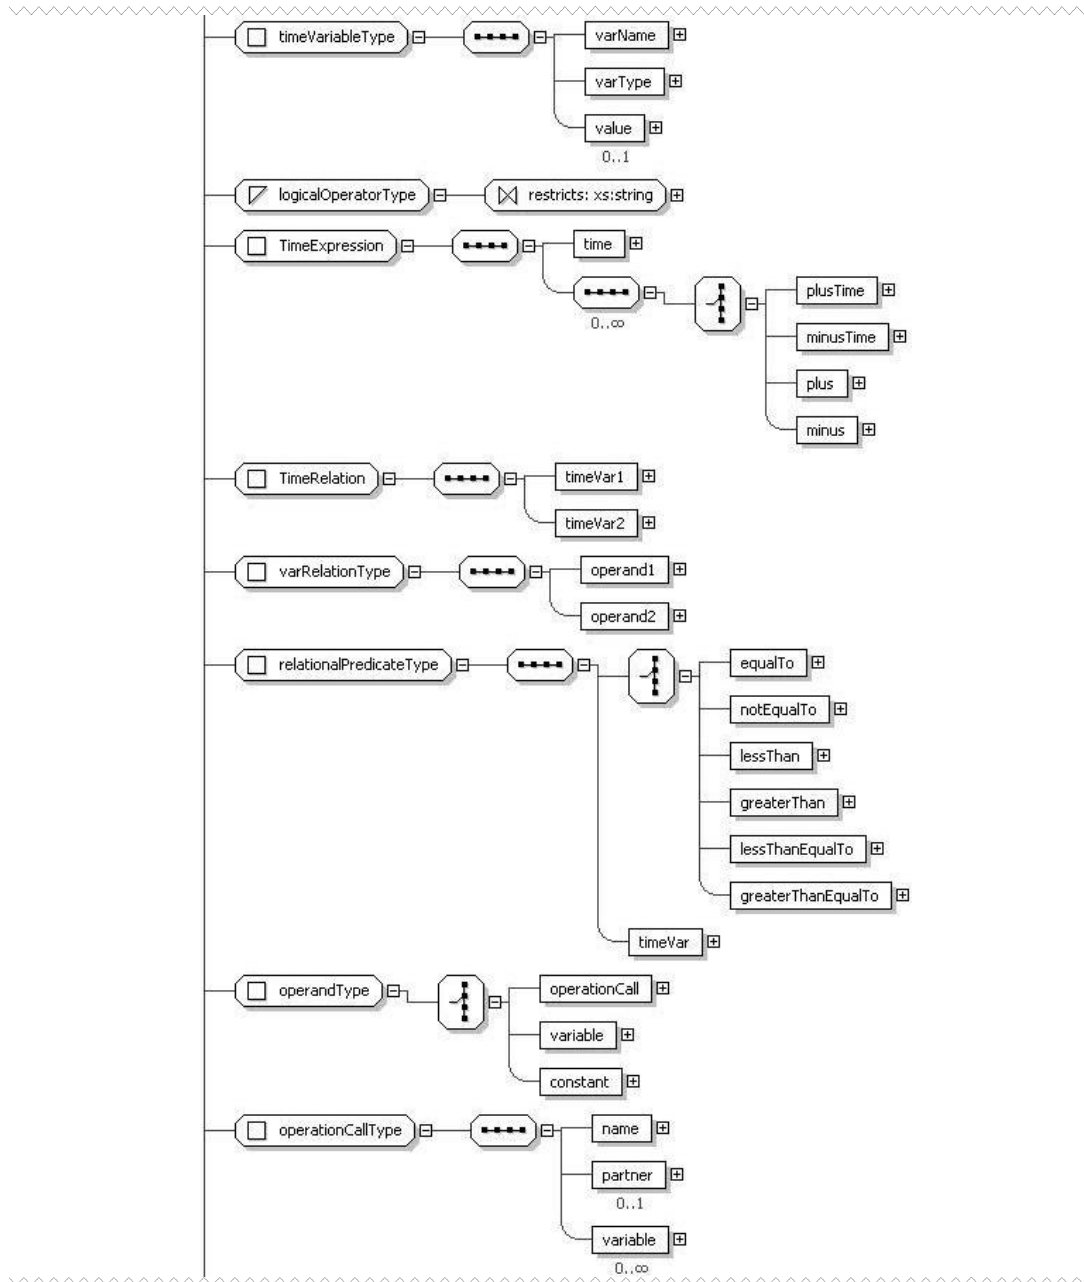 timeVariableType
varName
varType
value
0..1
logicalOperatorType
restricts: xs:string
TimeExpression
time
0..∞
plusTime
minusTime
plus
minus
TimeRelation
timeVar1
timeVar2
varRelationType
operand1
operand2
relationalPredicateType
equalTo
notEqualTo
lessThan
greaterThan
lessThanEqualTo
greaterThanEqualTo
timeVar
operandType
operationCall
variable
constant
operationCallType
name
partner
0..1
variable
0..∞